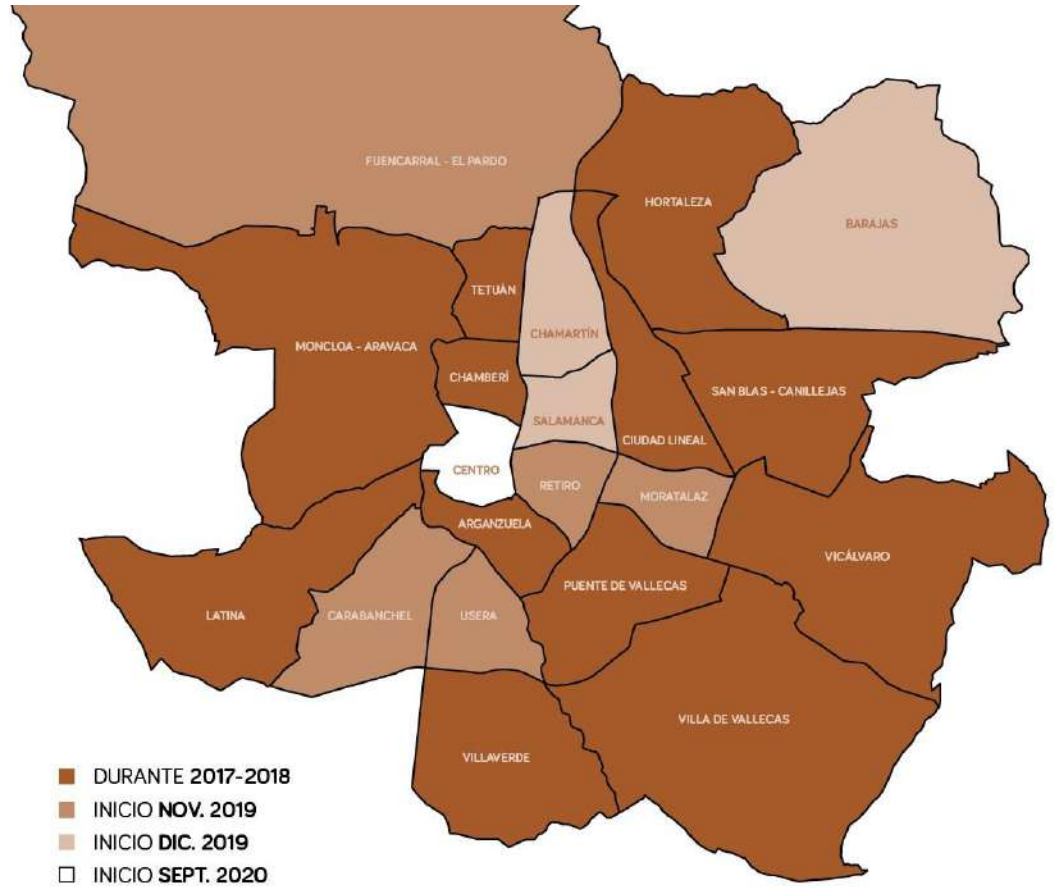 FUENCARRAL - EL PARDO
HORTALEZA
BARAJAS
TETUÁN
CHAMARTÍN
MONCLOA - ARAVACA
CHAMBERÍ
SAN BLAS - CANILLEJAS
SALAMANCA
CIUDAD LINEAL
CENTRO
RETIRO
MORATALAZ
ARGANZUELA
VICÁLVARO
PUENTE DE VALLECAS
LATINA
CARABANCHEL
USERA
VILLA DE VALLECAS
VILLAVERDE
DURANTE 2017-2018
INICIO NOV. 2019
INICIO DIC. 2019
INICIO SEPT. 2020